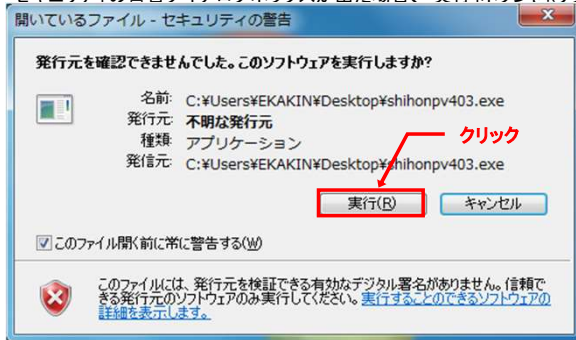 開いているファイル - セキュリティの警告
発行元を確認できませんでした。このソフトウェアを実行しますか?
名前: C:¥Users¥EKAKIN¥Desktop¥shihonpv403.exe
発行元: 不明な発行元
種類: アプリケーション
発信元: C:¥Users¥EKAKIN¥Desktop¥shihonpv403.exe
クリック
実行(R) キャンセル
このファイル開く前に常に警告する(W)
このファイルには、発行元を検証できる有効なデジタル署名がありません。信頼で
きる発行元のソフトウェアのみ実行してください。実行することのできるソフトウェアの
詳細を表示します。